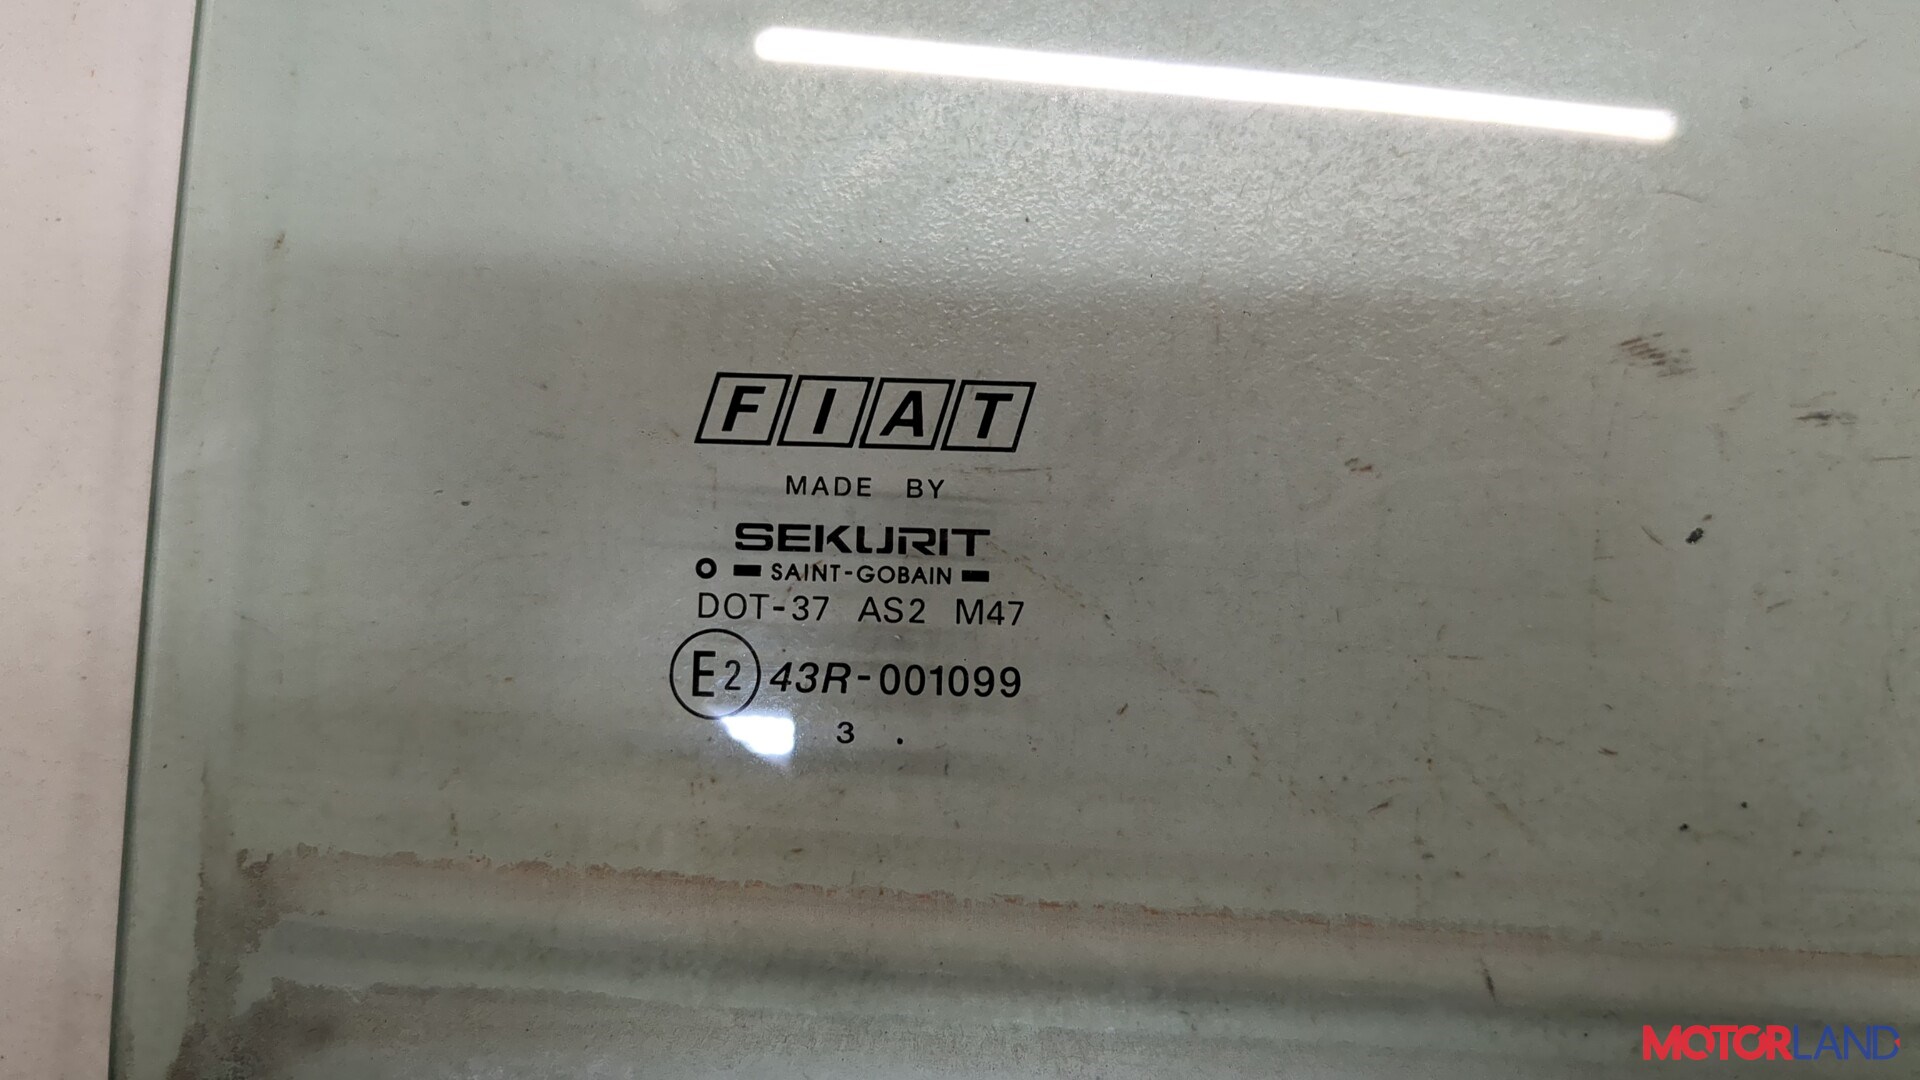 FIAT
MADE BY
SEKURIT
SAINT-GOBAIN
DOT-37 AS2 M47
E2 43R-001099
3 .
MOTORLAND